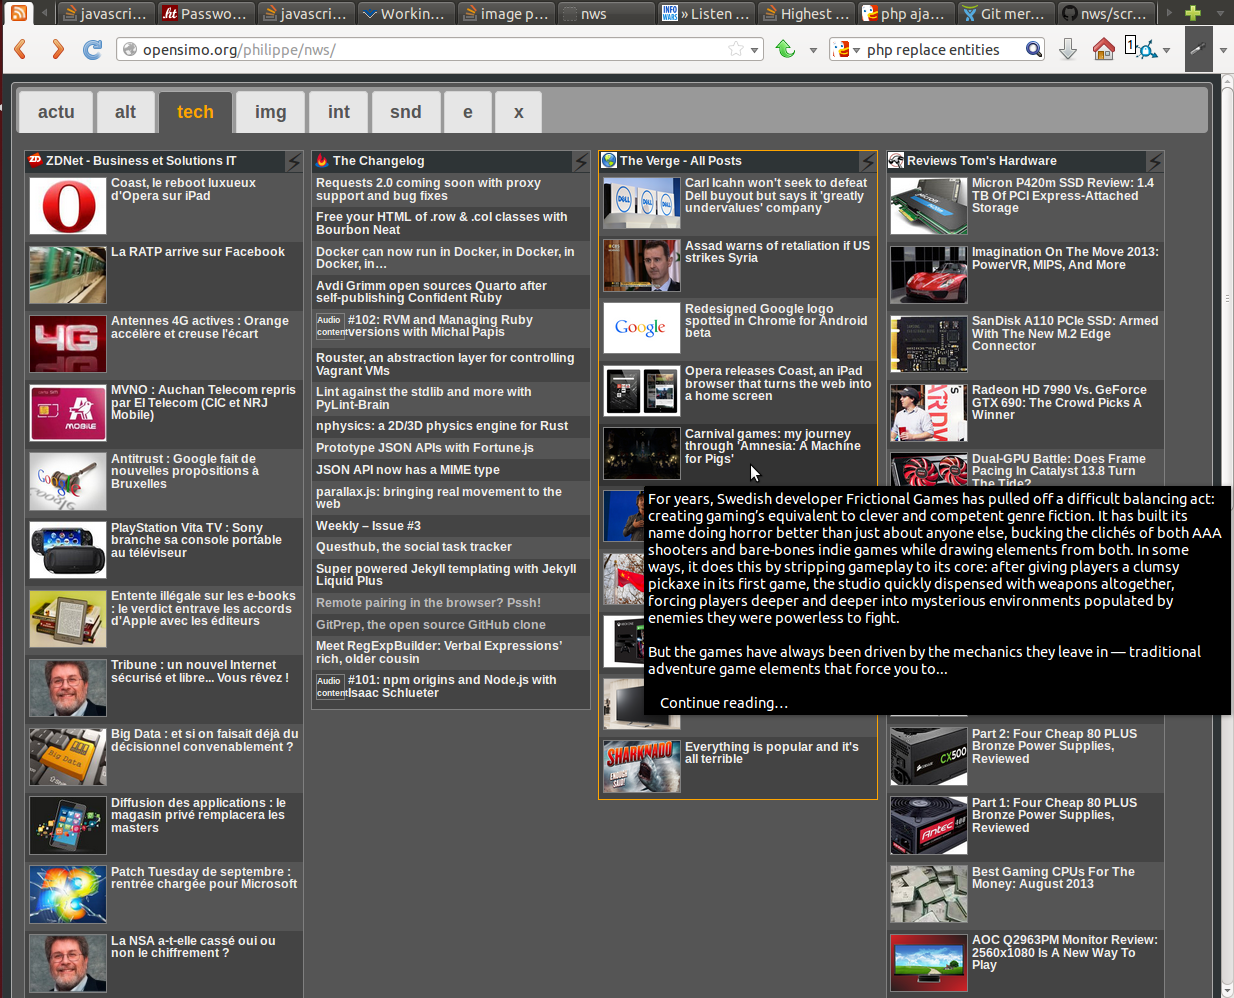 javascri...
Passwo...
javascri...
Workin...
image p...
nws
» Listen ...
Highest ...
php aja...
Git mer...
nws/scr...
opensimo.org/philippe/nws/
php replace entities
1
actu
alt
tech
img
int
snd
e
x
ZDNet - Business et Solutions IT
Coast, le reboot luxueux
d'Opera sur iPad
La RATP arrive sur Facebook
Antennes 4G actives : Orange
accélère et creuse l'écart
4G
MVNO : Auchan Telecom repris
par EI Telecom (CIC et NRJ
Mobile)
MOBILE
Antitrust : Google fait de
nouvelles propositions à
Bruxelles
PlayStation Vita TV : Sony
branche sa console portable
au téléviseur
Entente illégale sur les e-books
: le verdict entrave les accords
d'Apple avec les éditeurs
Tribune : un nouvel Internet
sécurisé et libre... Vous rêvez !
Big Data : et si on faisait déjà du
décisionnel convenablement ?
Big Data
Diffusion des applications : le
magasin privé remplacera les
masters
Patch Tuesday de septembre :
rentrée chargée pour Microsoft
La NSA a-t-elle cassé oui ou
non le chiffrement ?
The Changelog
Requests 2.0 coming soon with proxy
support and bug fixes
Free your HTML of .row & .col classes with
Bourbon Neat
Docker can now run in Docker, in Docker, in
Docker, in…
Avdi Grimm open sources Quarto after
self-publishing Confident Ruby
Audio
content
#102: RVM and Managing Ruby
versions with Michal Papis
Rouster, an abstraction layer for controlling
Vagrant VMs
Lint against the stdlib and more with
PyLint-Brain
nphysics: a 2D/3D physics engine for Rust
Prototype JSON APIs with Fortune.js
JSON API now has a MIME type
parallax.js: bringing real movement to the
web
Weekly – Issue #3
Questhub, the social task tracker
Super powered Jekyll templating with Jekyll
Liquid Plus
Remote pairing in the browser? Pssh!
GitPrep, the open source GitHub clone
Meet RegExpBuilder: Verbal Expressions'
rich, older cousin
Audio
content
#101: npm origins and Node.js with
Isaac Schlueter
The Verge - All Posts
Carl Icahn won't seek to defeat
Dell buyout but says it 'greatly
undervalues' company
Assad warns of retaliation if US
strikes Syria
Google
Redesigned Google logo
spotted in Chrome for Android
beta
Opera releases Coast, an iPad
browser that turns the web into
a home screen
Carnival games: my journey
through 'Amnesia: A Machine
for Pigs'
For years, Swedish developer Frictional Games has pulled off a difficult balancing act:
creating gaming's equivalent to clever and competent genre fiction. It has built its
name doing horror better than just about anyone else, bucking the clichés of both AAA
shooters and bare-bones indie games while drawing elements from both. In some
ways, it does this by stripping gameplay to its core: after giving players a clumsy
pickaxe in its first game, the studio quickly dispensed with weapons altogether,
forcing players deeper and deeper into mysterious environments populated by
enemies they were powerless to fight.
But the games have always been driven by the mechanics they leave in — traditional
adventure game elements that force you to...
Continue reading…
SHARKNADO
ENOUGH
SAID!
Everything is popular and it's
all terrible
Reviews Tom's Hardware
Micron P420m SSD Review: 1.4
TB Of PCI Express-Attached
Storage
Imagination On The Move 2013:
PowerVR, MIPS, And More
SanDisk A110 PCIe SSD: Armed
With The New M.2 Edge
Connector
Radeon HD 7990 Vs. GeForce
GTX 690: The Crowd Picks A
Winner
Dual-GPU Battle: Does Frame
Pacing In Catalyst 13.8 Turn
The Tide?
Part 2: Four Cheap 80 PLUS
Bronze Power Supplies,
Reviewed
CX500
Part 1: Four Cheap 80 PLUS
Bronze Power Supplies,
Reviewed
Antec
Best Gaming CPUs For The
Money: August 2013
AOC Q2963PM Monitor Review:
2560x1080 Is A New Way To
Play